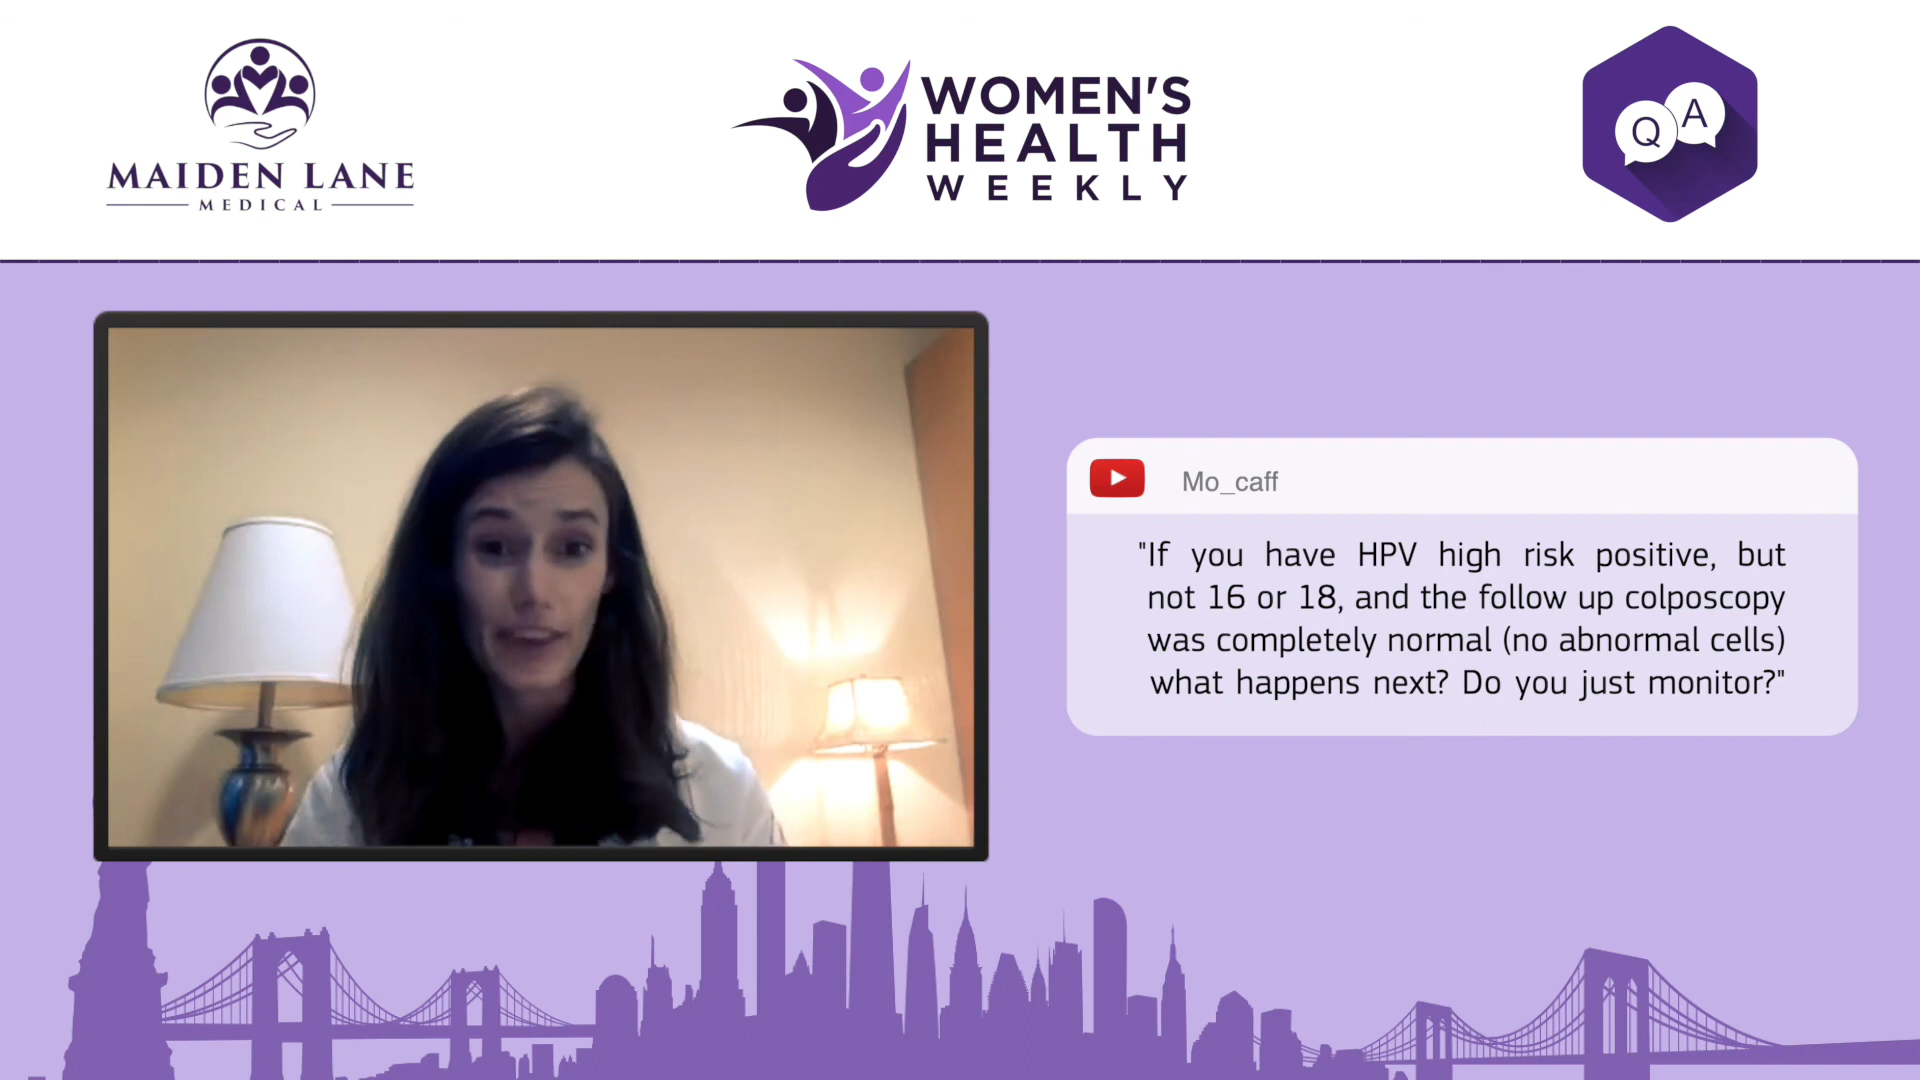 MAIDEN LANE
MEDICAL
WOMEN'S
HEALTH
WEEKLY
Q A
Mo_caff
"If you have HPV high risk positive, but
not 16 or 18, and the follow up colposcopy
was completely normal (no abnormal cells)
what happens next? Do you just monitor?"